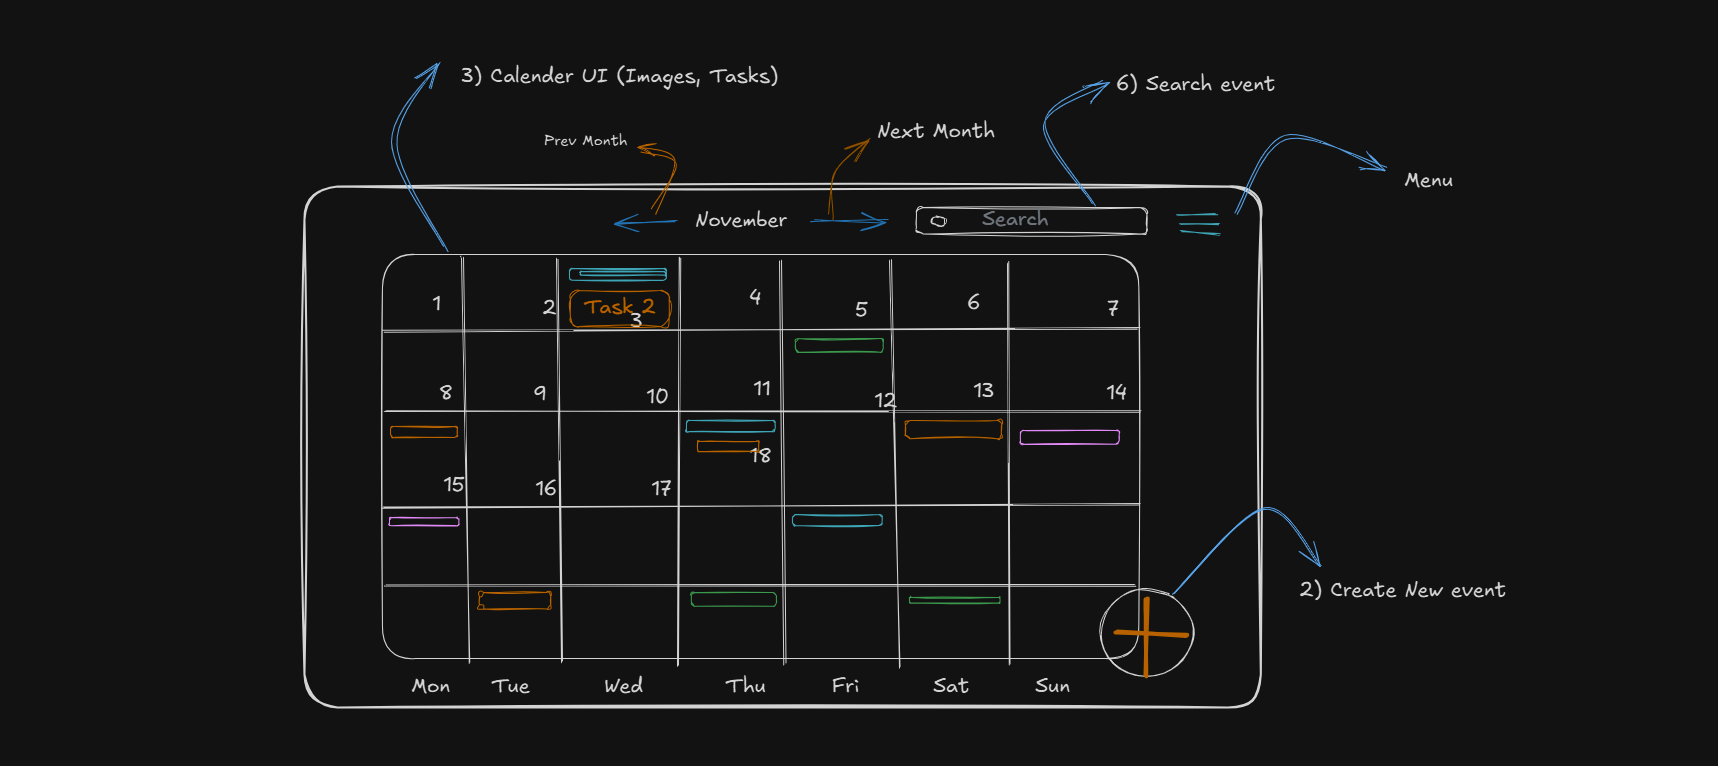 3) Calender UI (Images, Tasks)
6) Search event
Prev Month
Next Month
Menu
November
Search
1
2
Task 2
3
4
5
6
7
8
9
10
11
12
13
14
15
16
17
18
2) Create New event
Mon Tue Wed Thu Fri Sat Sun